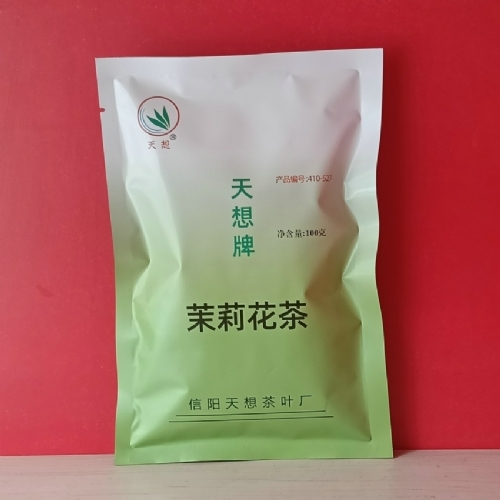 天想®
产品编号:410-527
天想牌
净含量:100克
茉莉花茶
信阳天想茶叶厂